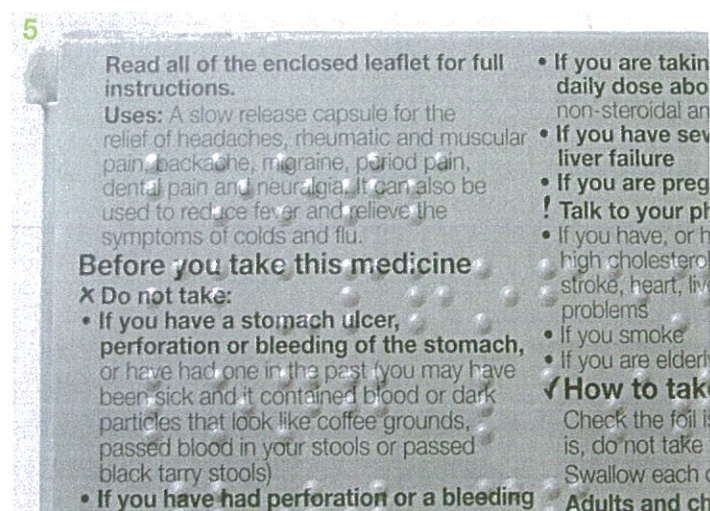 5
Read all of the enclosed leaflet for full
instructions.
Uses: A slow release capsule for the
relief of headaches, rheumatic and muscular
pain, backache, migraine, period pain,
dental pain and neuralgia. It can also be
used to reduce fever and relieve the
symptoms of colds and flu.
Before you take this medicine
✗ Do not take:
• If you have a stomach ulcer,
perforation or bleeding of the stomach,
or have had one in the past (you may have
been sick and it contained blood or dark
particles that look like coffee grounds,
passed blood in your stools or passed
black tarry stools)
• If you have had perforation or a bleeding
• If you are takin
daily dose abo
non-steroidal an
• If you have sev
liver failure
• If you are preg
! Talk to your ph
• If you have, or h
high cholesterol
stroke, heart, liv
problems
• If you smoke
• If you are elderly
✓ How to take
Check the foil is
is, do not take
Swallow each c
Adults and ch